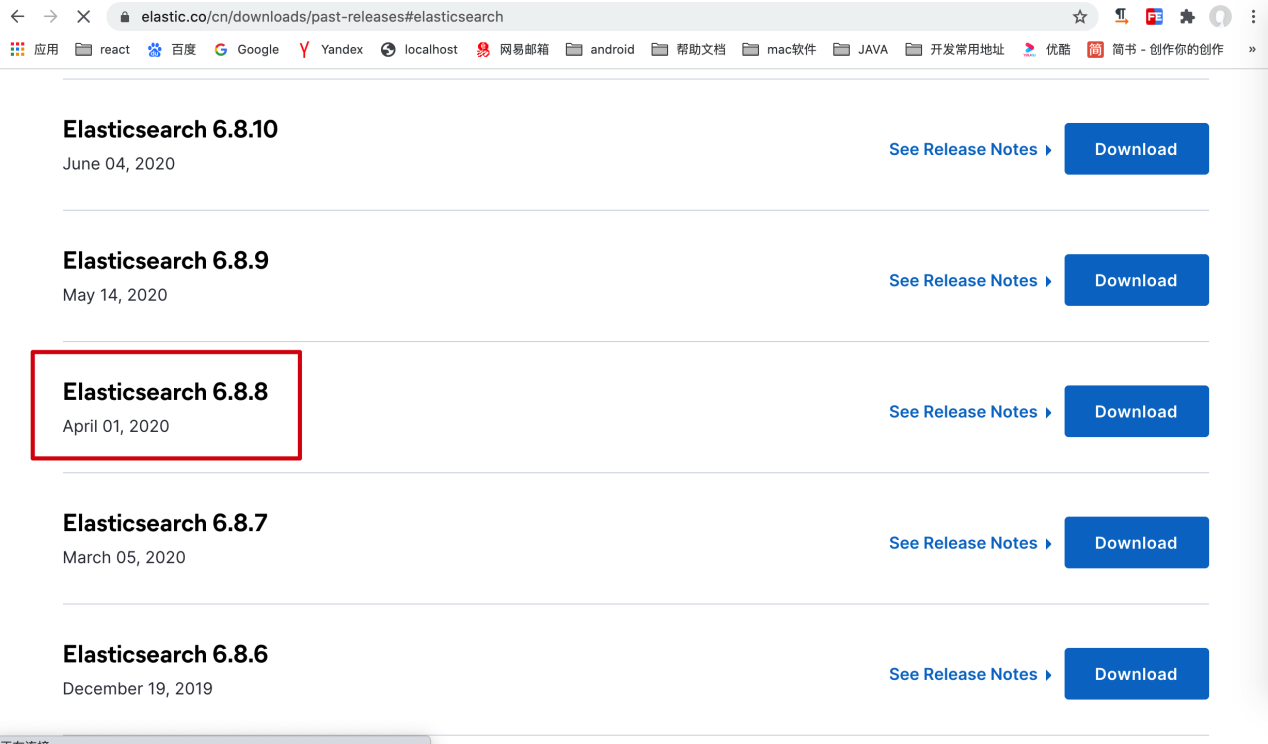 elastic.co/cn/downloads/past-releases#elasticsearch
应用 react 百度 Google Yandex localhost 网易邮箱 android 帮助文档 mac软件 JAVA 开发常用地址 优酷 简书 - 创作你的创作 »
Elasticsearch 6.8.10
June 04, 2020
See Release Notes
Download
Elasticsearch 6.8.9
May 14, 2020
See Release Notes
Download
Elasticsearch 6.8.8
April 01, 2020
See Release Notes
Download
Elasticsearch 6.8.7
March 05, 2020
See Release Notes
Download
Elasticsearch 6.8.6
December 19, 2019
See Release Notes
Download